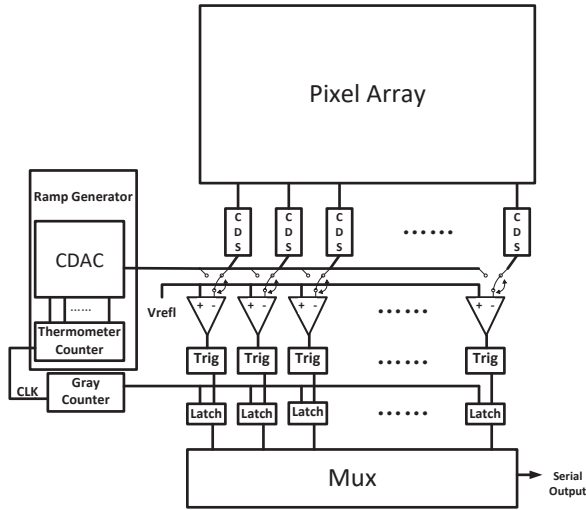 Pixel Array
Ramp Generator
C D S C D S C D S ...... C D S
CDAC
......
Vrefl
+ - + - + - ...... + -
Thermometer Counter
Trig Trig Trig ...... Trig
CLK
Gray Counter
Latch Latch Latch ...... Latch
Mux
Serial Output